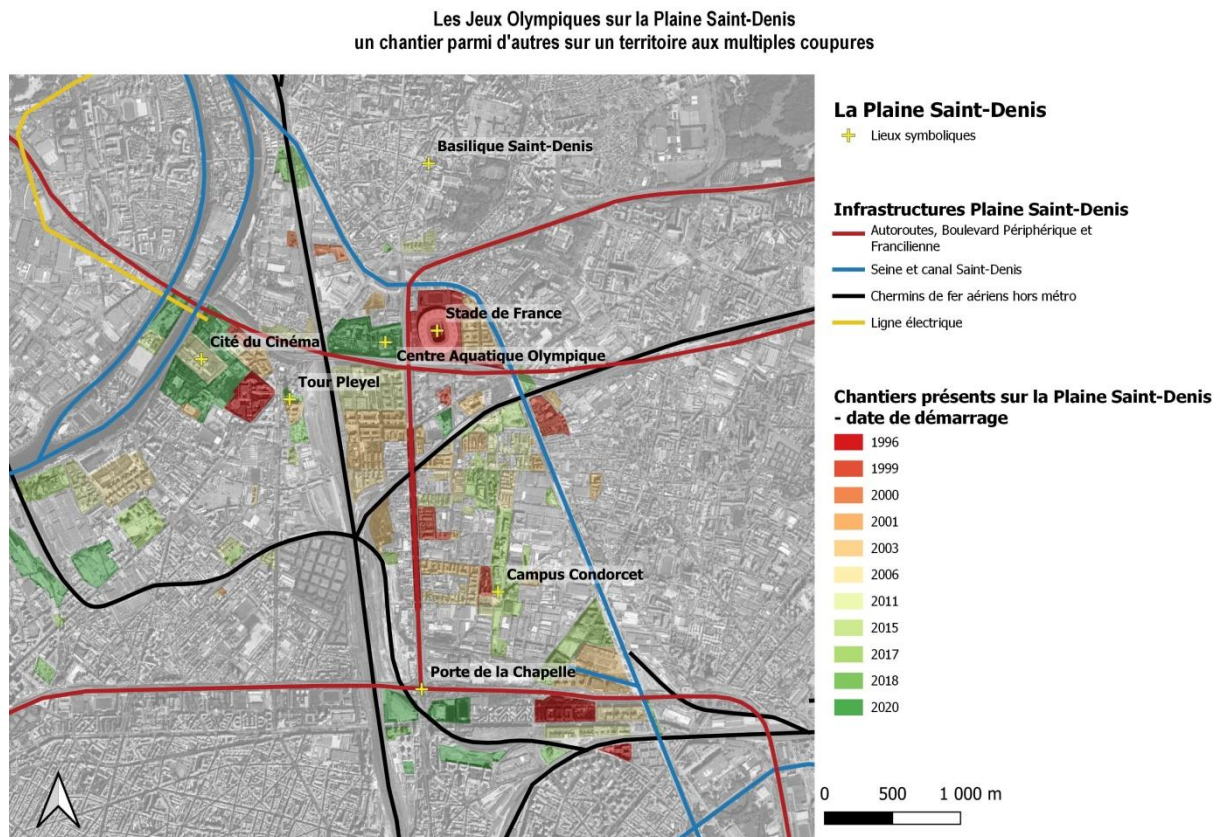 Les Jeux Olympiques sur la Plaine Saint-Denis
un chantier parmi d'autres sur un territoire aux multiples coupures
La Plaine Saint-Denis
Lieux symboliques
Basilique Saint-Denis
Infrastructures Plaine Saint-Denis
Autoroutes, Boulevard Périphérique et
Francilienne
Seine et canal Saint-Denis
Chemins de fer aériens hors métro
Ligne électrique
Stade de France
Cité du Cinéma
Centre Aquatique Olympique
Tour Pleyel
Campus Condorcet
Porte de la Chapelle
Chantiers présents sur la Plaine Saint-Denis
- date de démarrage
1996
1999
2000
2001
2003
2006
2011
2015
2017
2018
2020
0 500 1 000 m